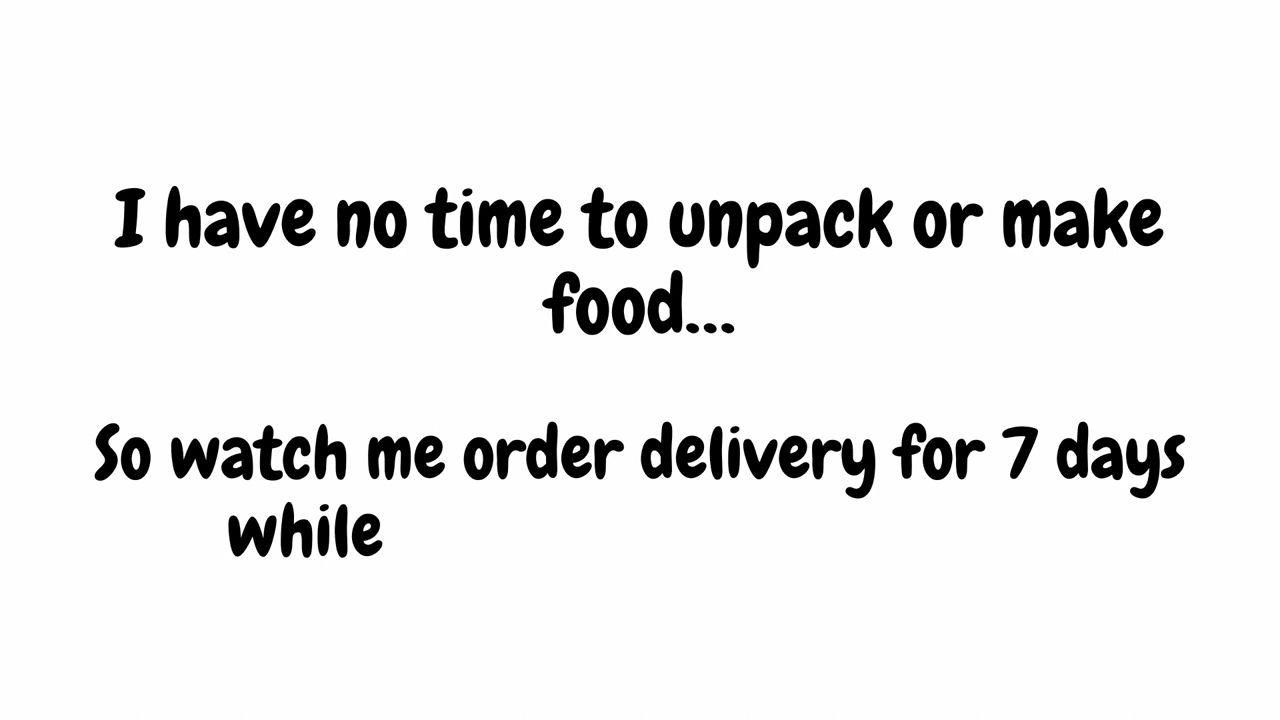 I have no time to unpack or make
food...
So watch me order delivery for 7 days
while